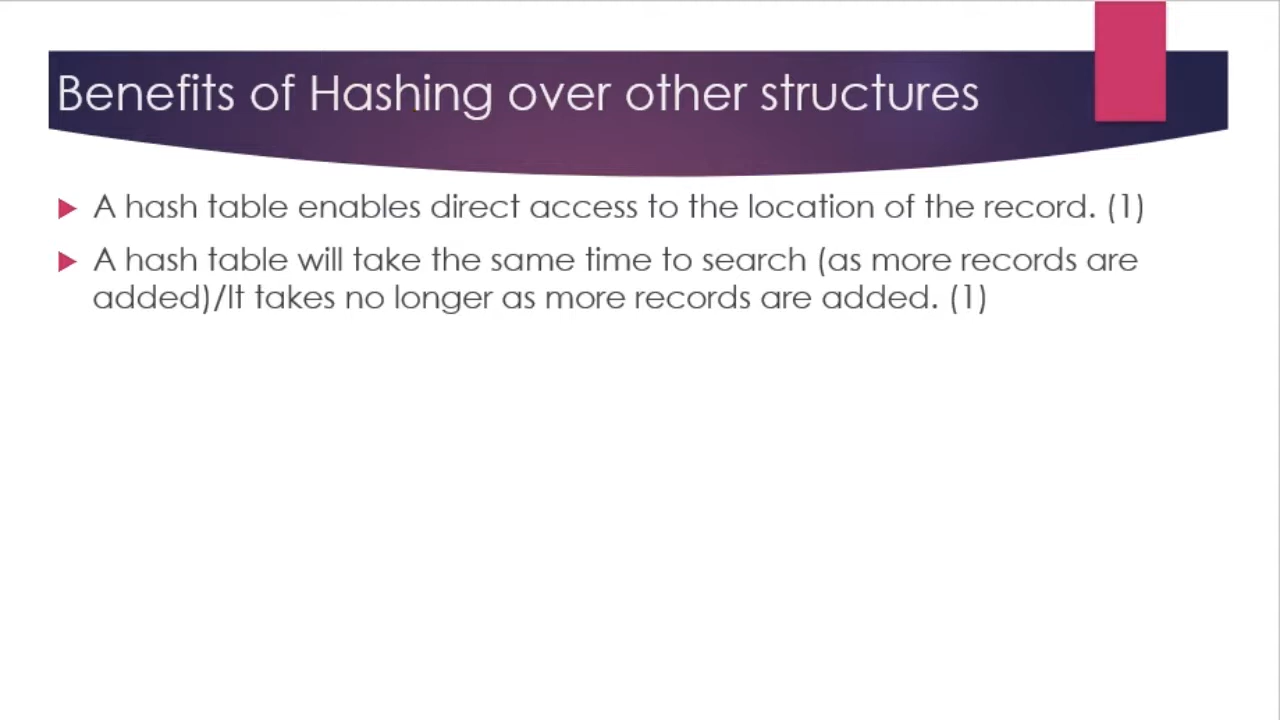 Benefits of Hashing over other structures
A hash table enables direct access to the location of the record. (1)
A hash table will take the same time to search (as more records are
added)/It takes no longer as more records are added. (1)